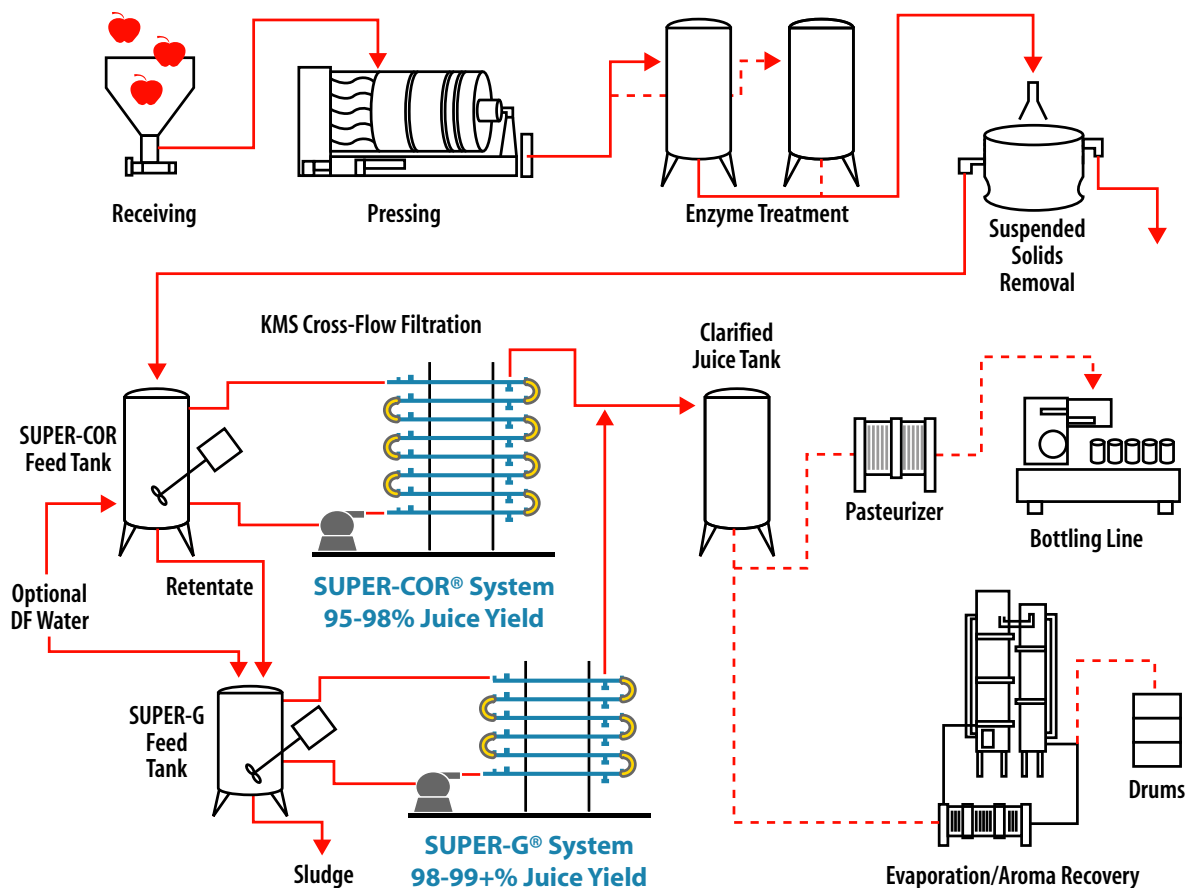 Receiving
Pressing
Enzyme Treatment
Suspended
Solids
Removal
KMS Cross-Flow Filtration
Clarified
Juice Tank
SUPER-COR
Feed Tank
Pasteurizer
Bottling Line
Optional
DF Water
Retentate
SUPER-COR® System
95-98% Juice Yield
SUPER-G
Feed
Tank
Drums
Sludge
SUPER-G® System
98-99+% Juice Yield
Evaporation/Aroma Recovery